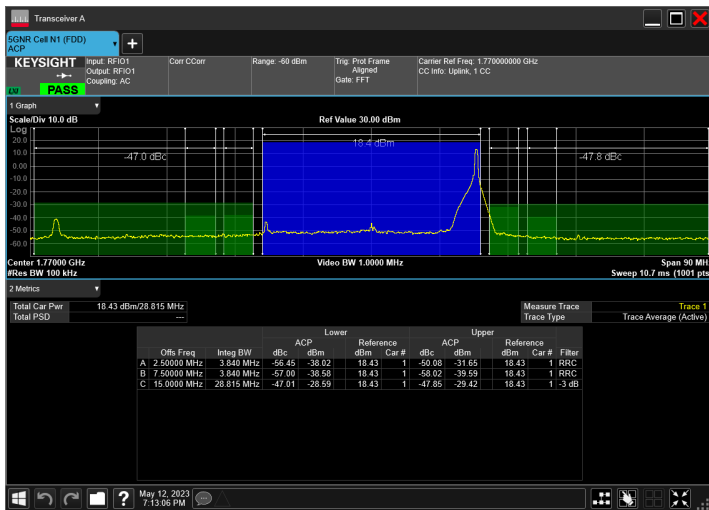 Transceiver A
5GNR Cell N1 (FDD)
ACP
KEYSIGHT
PASS
Input: RFIO1
Output: RFIO1
Coupling: AC
Corr CCorr
Range: -60 dBm
Trig: Prot Frame
Aligned
Gate: FFT
Carrier Ref Freq: 1.770000000 GHz
CC Info: Uplink, 1 CC
1 Graph
Scale/Div 10.0 dB
Ref Value 30.00 dBm
Log
20.0
10.0
0.00
-10.0
-20.0
-30.0
-40.0
-50.0
-60.0
-47.0 dBc
18.4 dBm
-47.8 dBc
Center 1.77000 GHz
#Res BW 100 kHz
Video BW 1.0000 MHz
Span 90 MH
Sweep 10.7 ms (1001 pts
2 Metrics
Total Car Pwr 18.43 dBm/28.815 MHz
Total PSD ---
Measure Trace Trace 1
Trace Type Trace Average (Active)
Lower Upper
ACP Reference ACP Reference
Offs Freq Integ BW dBc dBm dBm Car # dBc dBm dBm Car # Filter
A 2.50000 MHz 3.840 MHz -56.45 -38.02 18.43 1 -50.08 -31.65 18.43 1 RRC
B 7.50000 MHz 3.840 MHz -57.00 -38.58 18.43 1 -58.02 -39.59 18.43 1 RRC
C 15.0000 MHz 28.815 MHz -47.01 -28.59 18.43 1 -47.85 -29.42 18.43 1 -3 dB
May 12, 2023
7:13:06 PM